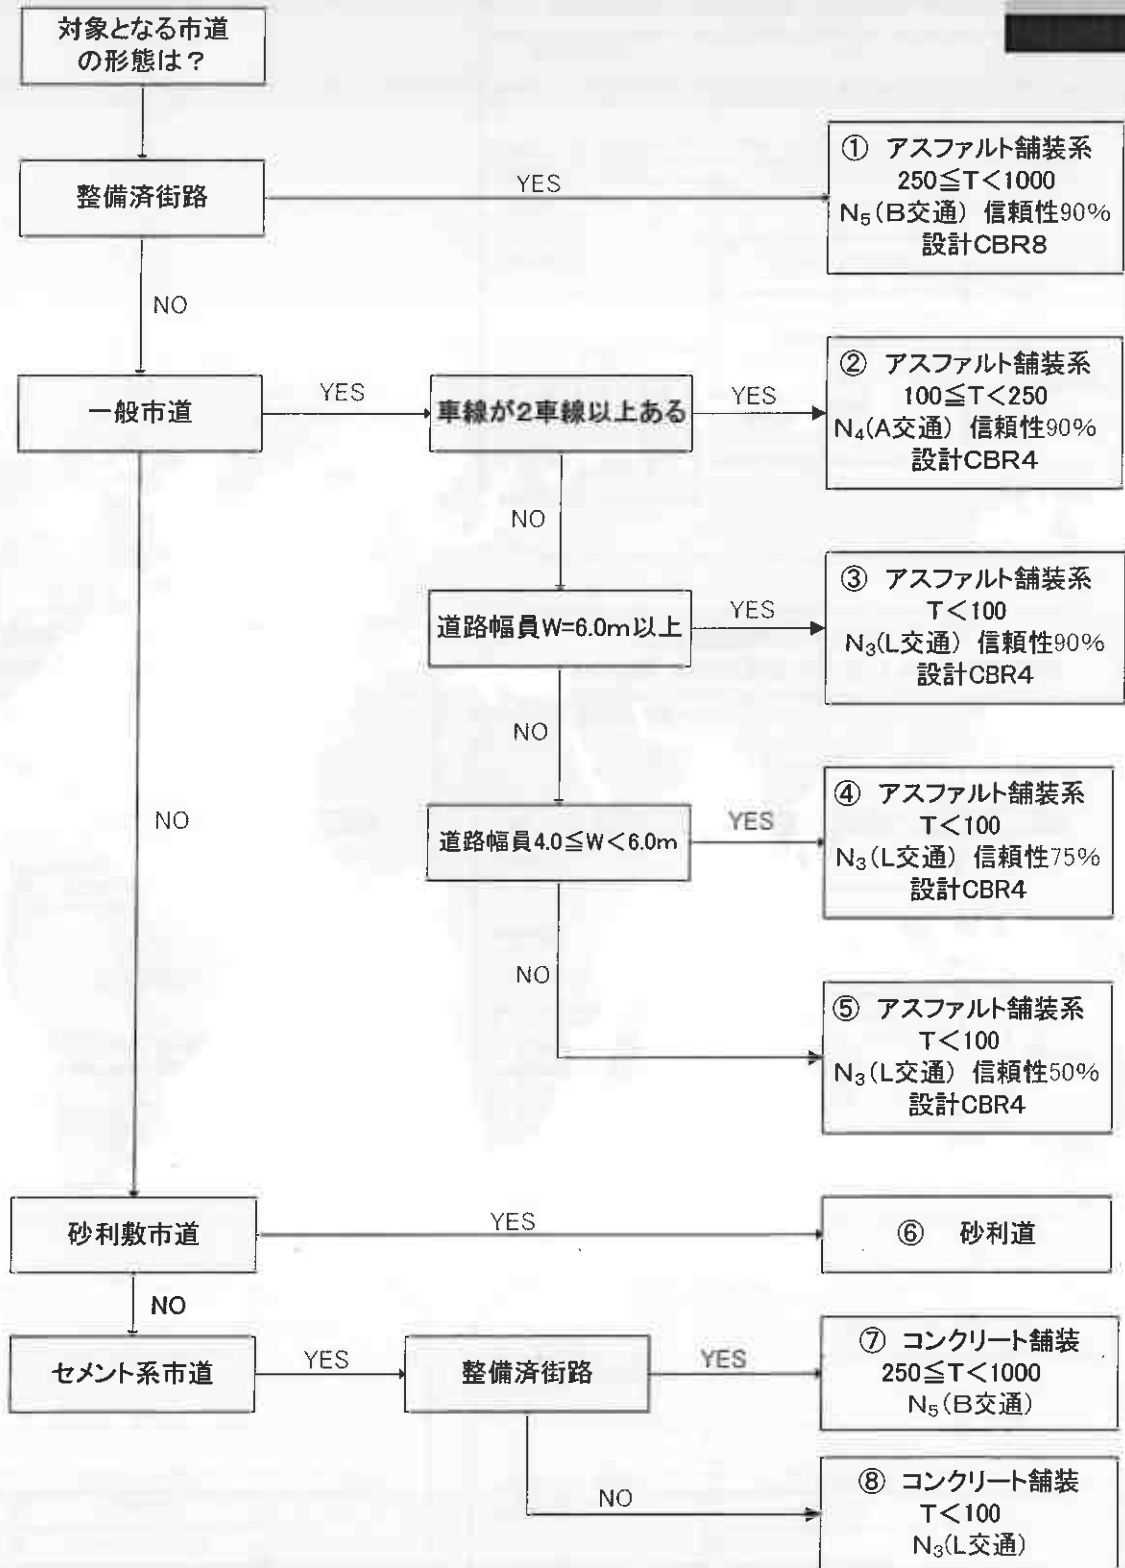 対象となる市道
の形態は？
整備済街路
YES
① アスファルト舗装系
250≦T＜1000
N₅(B交通) 信頼性90%
設計CBR8
NO
一般市道
YES
車線が2車線以上ある
YES
② アスファルト舗装系
100≦T＜250
N₄(A交通) 信頼性90%
設計CBR4
NO
道路幅員W=6.0m以上
YES
③ アスファルト舗装系
T＜100
N₃(L交通) 信頼性90%
設計CBR4
NO
NO
道路幅員4.0≦W＜6.0m
YES
④ アスファルト舗装系
T＜100
N₃(L交通) 信頼性75%
設計CBR4
NO
⑤ アスファルト舗装系
T＜100
N₃(L交通) 信頼性50%
設計CBR4
砂利敷市道
YES
⑥ 砂利道
NO
セメント系市道
YES
整備済街路
YES
⑦ コンクリート舗装
250≦T＜1000
N₅(B交通)
NO
⑧ コンクリート舗装
T＜100
N₃(L交通)